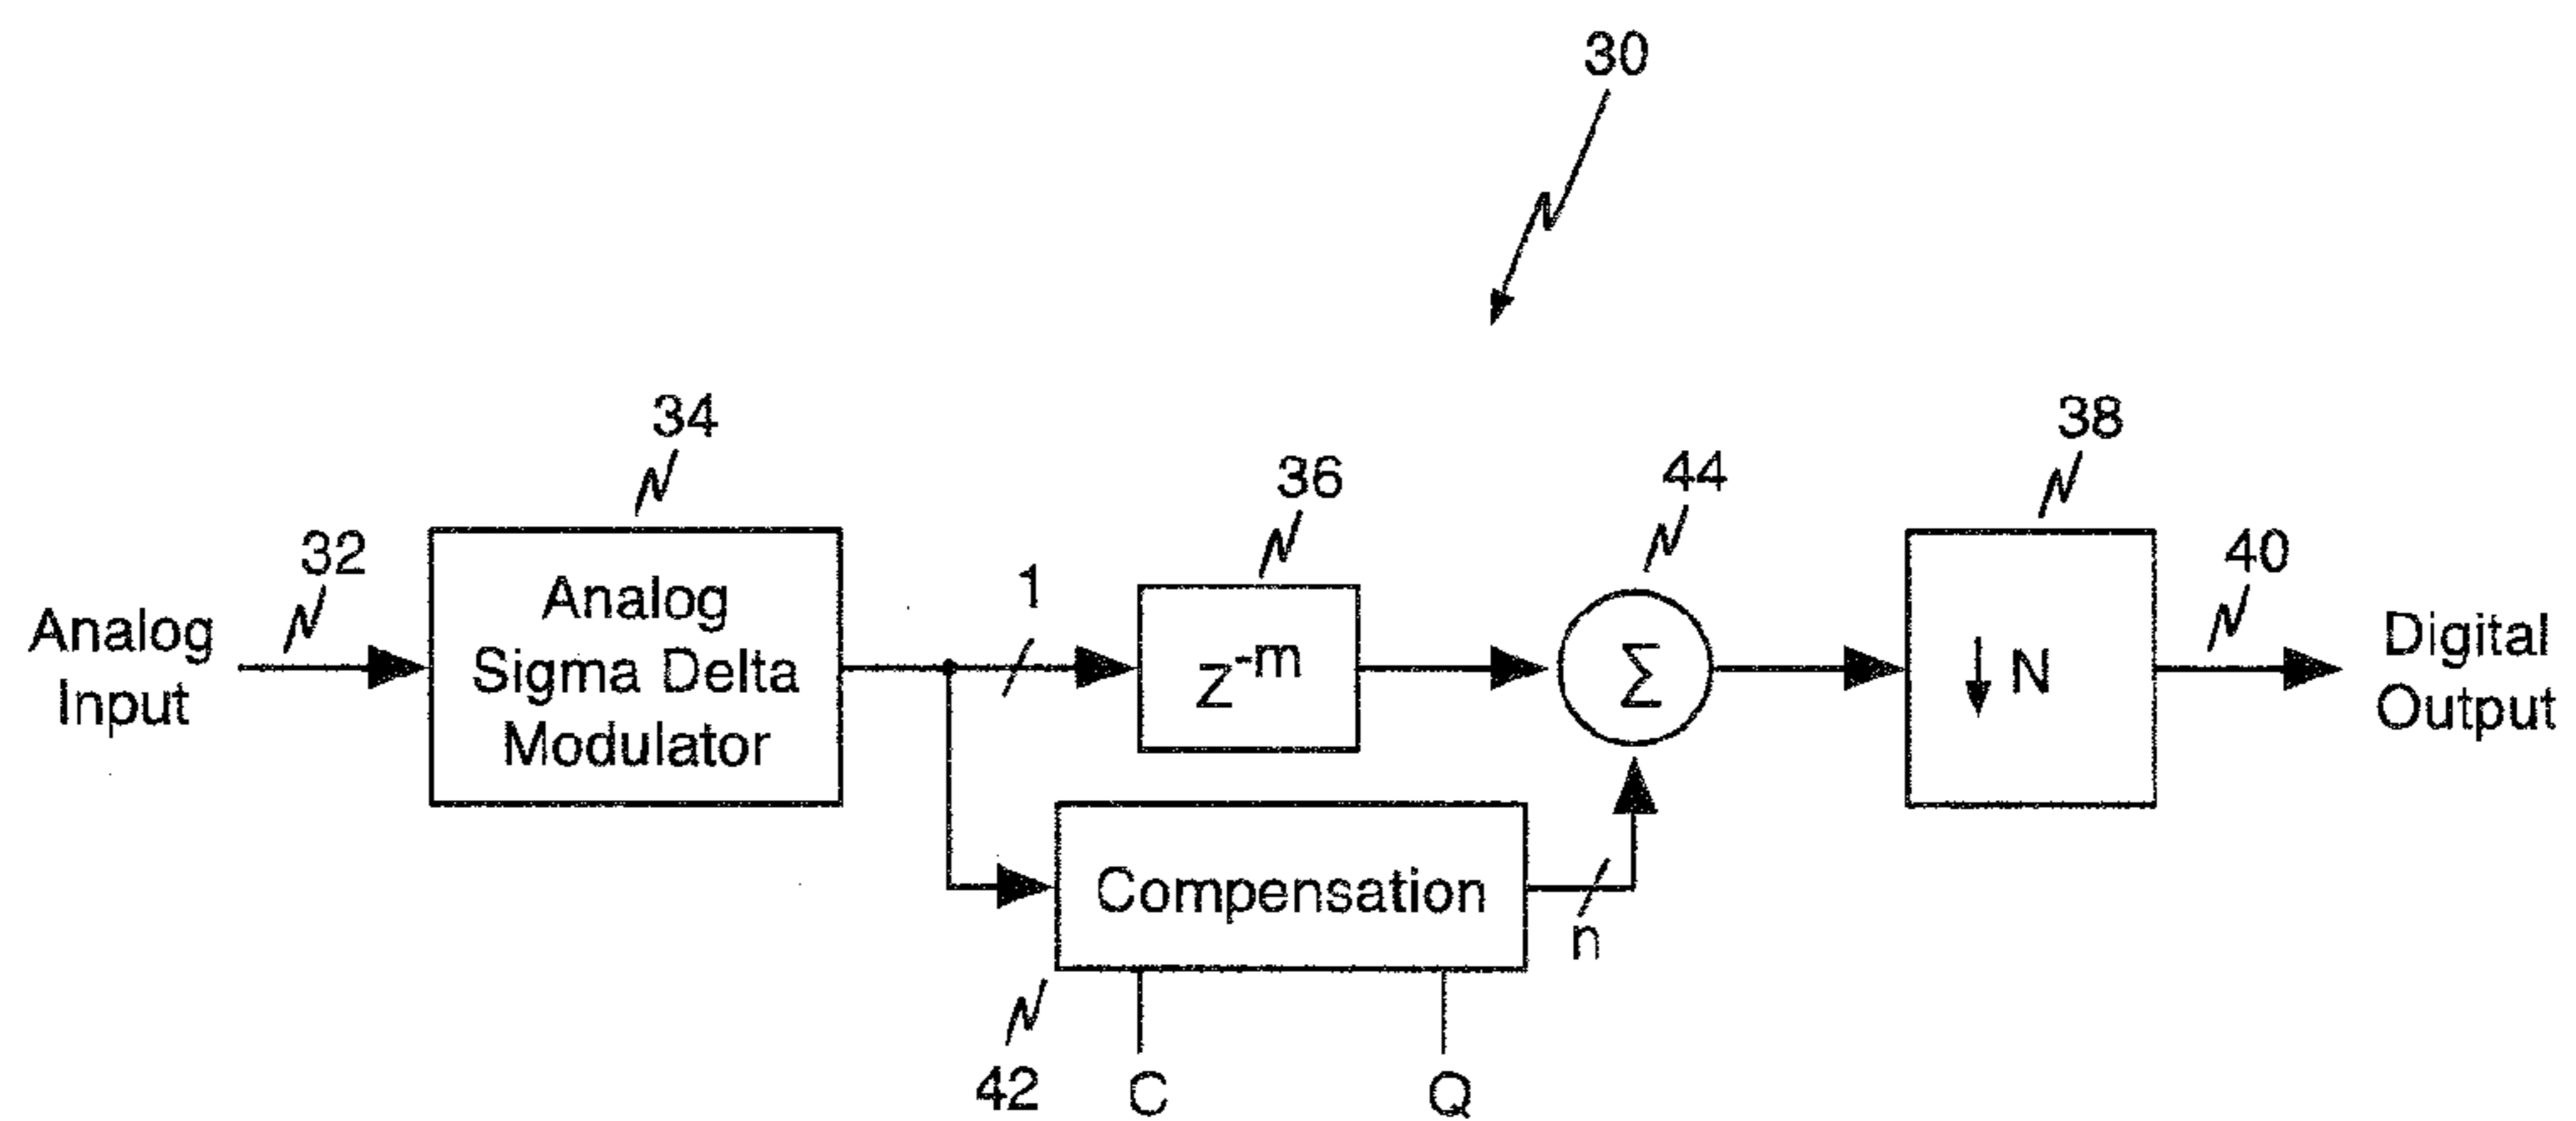 30
34
36
44
38
32
40
1
Analog
Input
Analog
Sigma Delta
Modulator
z^-m
Σ
↓ N
Digital
Output
Compensation
n
42
C
Q